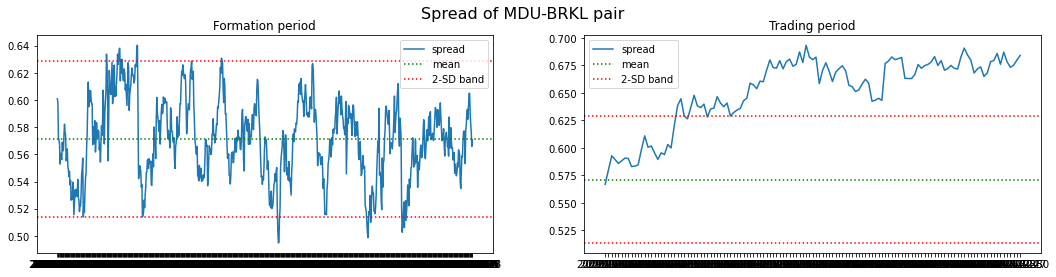 Spread of MDU-BRKL pair
Formation period
0.64
0.62
0.60
0.58
0.56
0.54
0.52
0.50
spread
mean
2-SD band
Trading period
0.700
0.675
0.650
0.625
0.600
0.575
0.550
0.525
spread
mean
2-SD band